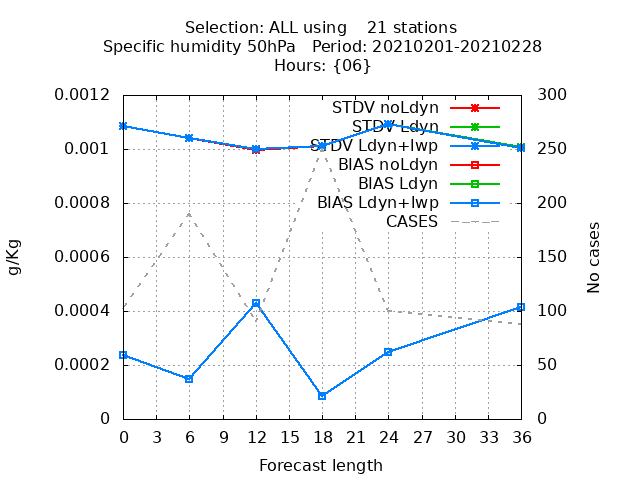 Selection: ALL using    21 stations
Specific humidity 50hPa   Period: 20210201-20210228
Hours: {06}
0.0012
0.001
0.0008
0.0006
0.0004
0.0002
0
g/Kg
STDV noLdyn
STDV Ldyn
STDV Ldyn+lwp
BIAS noLdyn
BIAS Ldyn
BIAS Ldyn+lwp
CASES
300
250
200
150
100
50
0
No cases
0 3 6 9 12 15 18 21 24 27 30 33 36
Forecast length